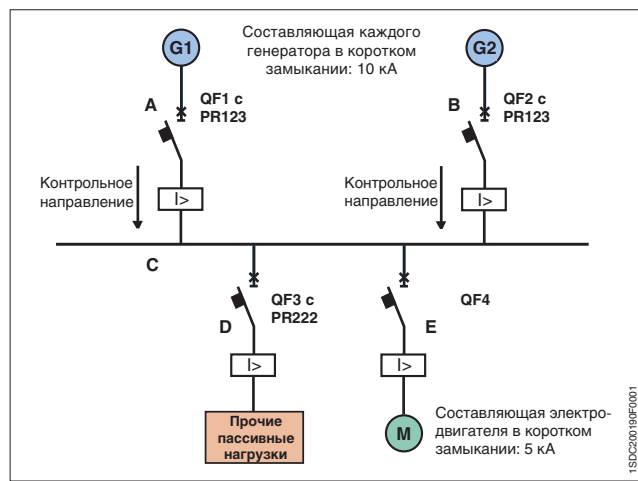 G1
Составляющая каждого
генератора в коротком
замыкании: 10 кА
G2
A
QF1 с
PR123
B
QF2 с
PR123
Контрольное
направление
I>
Контрольное
направление
I>
C
D
QF3 с
PR222
QF4
E
I>
I>
Прочие
пассивные
нагрузки
M
Составляющая электро-
двигателя в коротком
замыкании: 5 кА
1SDC200190F0001